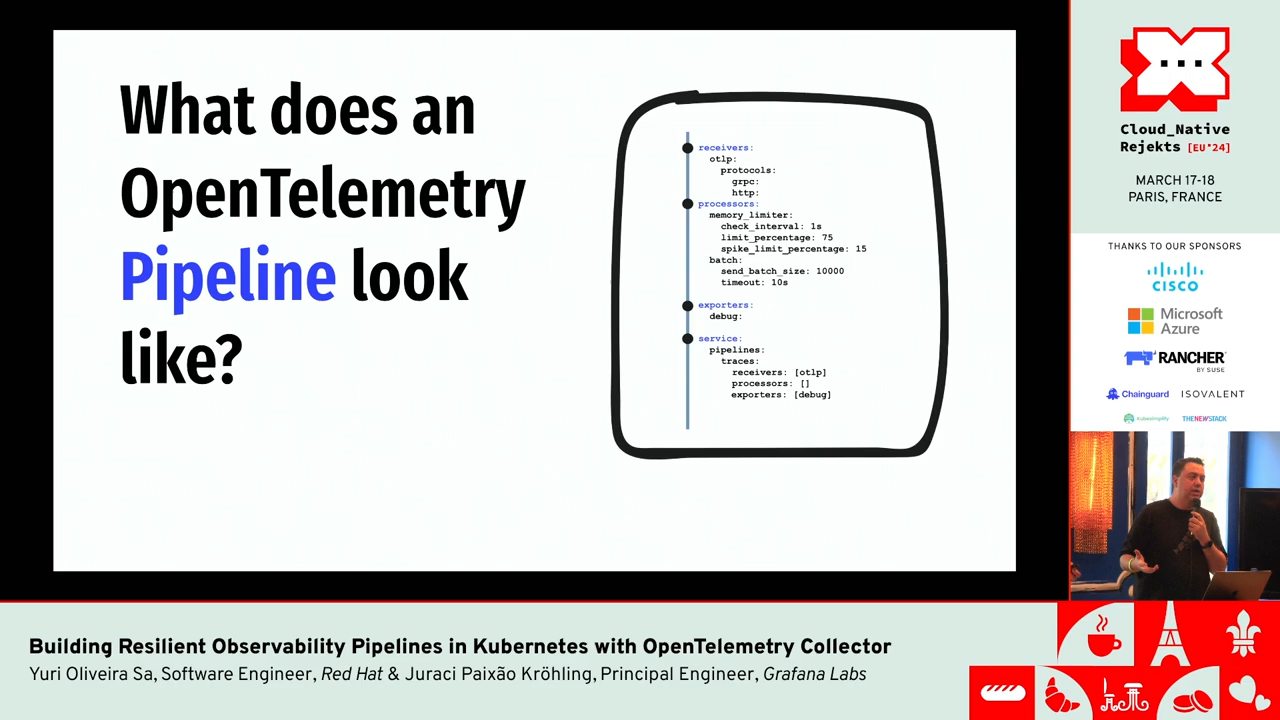 What does an
OpenTelemetry
Pipeline look
like?
receivers:
otlp:
protocols:
grpc:
http:
processors:
memory_limiter:
check_interval: 1s
limit_percentage: 75
spike_limit_percentage: 15
batch:
send_batch_size: 10000
timeout: 10s
exporters:
debug:
service:
pipelines:
traces:
receivers: [otlp]
processors: []
exporters: [debug]
Cloud_Native
Rejekts [EU*24]
MARCH 17-18
PARIS, FRANCE
THANKS TO OUR SPONSORS
CISCO
Microsoft
Azure
RANCHER
BY SUSE
Chainguard
ISOVALENT
Kubesimplify
THENEWSTACK
Building Resilient Observability Pipelines in Kubernetes with OpenTelemetry Collector
Yuri Oliveira Sa, Software Engineer, Red Hat & Juraci Paixão Kröhling, Principal Engineer, Grafana Labs